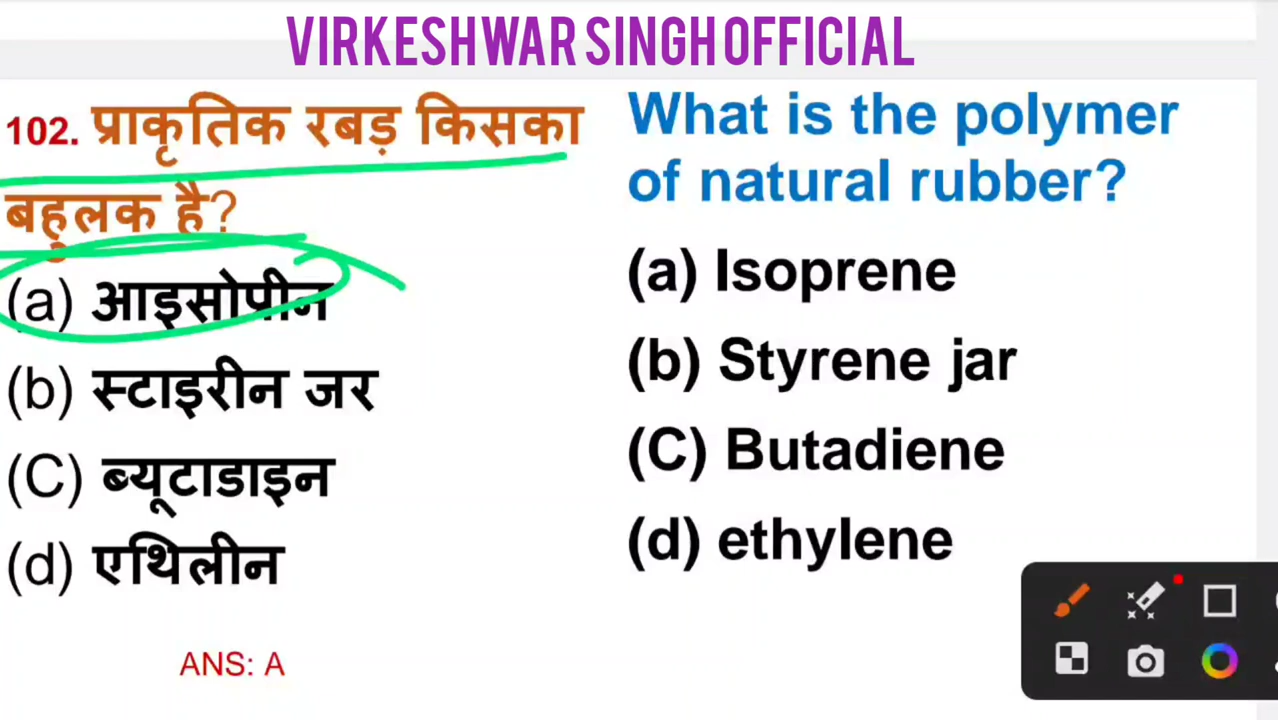 VIRKESHWAR SINGH OFFICIAL
102. प्राकृतिक रबड़ किसका
बहुलक है?
(a) आइसोपीन
(b) स्टाइरीन जर
(C) ब्यूटाडाइन
(d) एथिलीन
ANS: A
What is the polymer
of natural rubber?
(a) Isoprene
(b) Styrene jar
(C) Butadiene
(d) ethylene